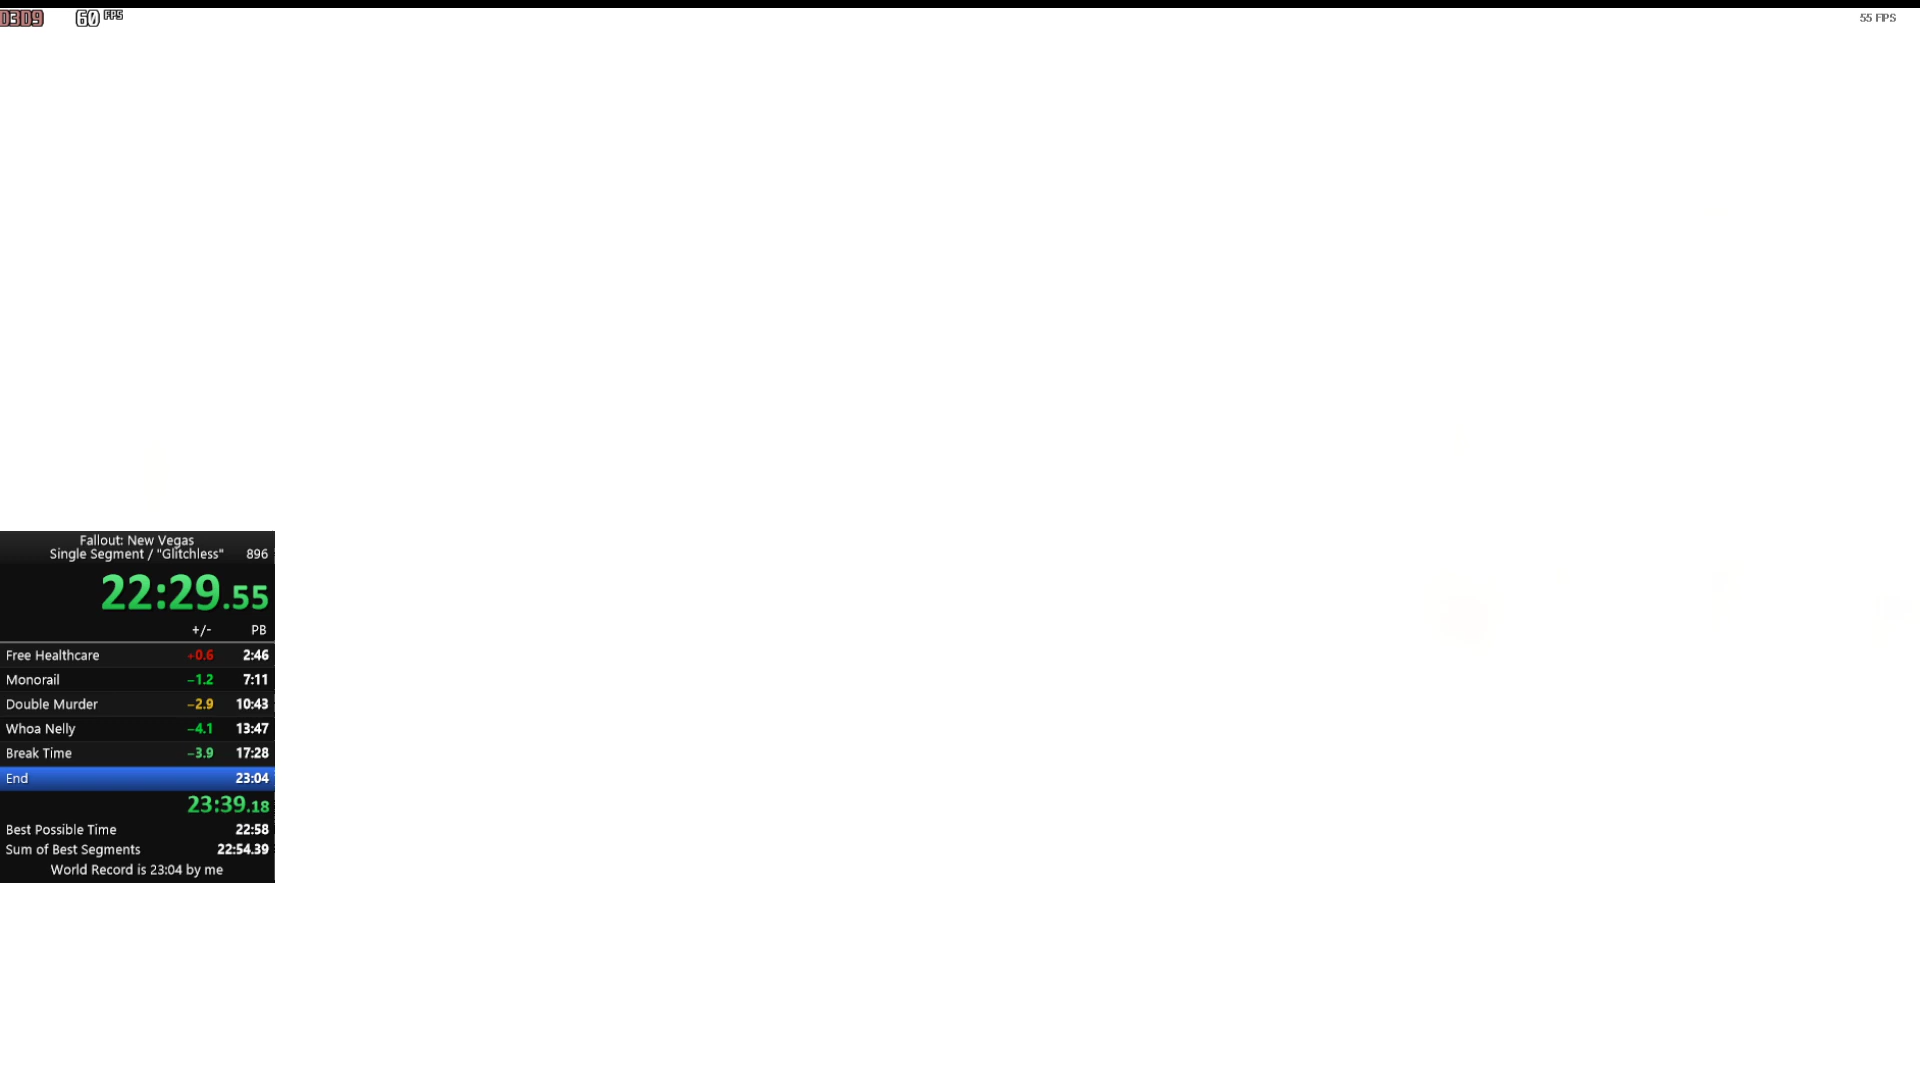 D3D9 60 FPS
55 FPS
Fallout: New Vegas
Single Segment / "Glitchless" 896
22:29.55
+/- PB
Free Healthcare +0.6 2:46
Monorail −1.2 7:11
Double Murder −2.9 10:43
Whoa Nelly −4.1 13:47
Break Time −3.9 17:28
End 23:04
23:39.18
Best Possible Time 22:58
Sum of Best Segments 22:54.39
World Record is 23:04 by me